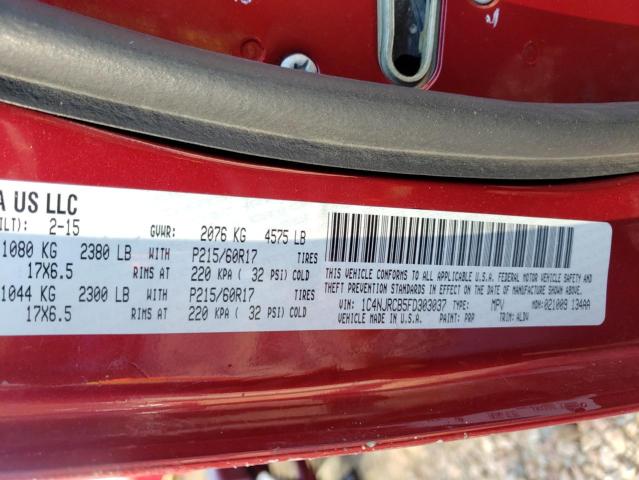 A US LLC
ILT): 2-15 GVWR: 2076 KG 4575 LB
1080 KG 2380 LB WITH P215/60R17 TIRES
17X6.5 RIMS AT 220 KPA ( 32 PSI) COLD
1044 KG 2300 LB WITH P215/60R17 TIRES
17X6.5 RIMS AT 220 KPA ( 32 PSI) COLD
THIS VEHICLE CONFORMS TO ALL APPLICABLE U.S.A. FEDERAL MOTOR VEHICLE SAFETY AND
THEFT PREVENTION STANDARDS IN EFFECT ON THE DATE OF MANUFACTURE SHOWN ABOVE.
VIN: 1C4NJRCB5FD303037 TYPE: MPV MDH: 021009 134AA
VEHICLE MADE IN U.S.A. PAINT: PRP TRIM: ALDV